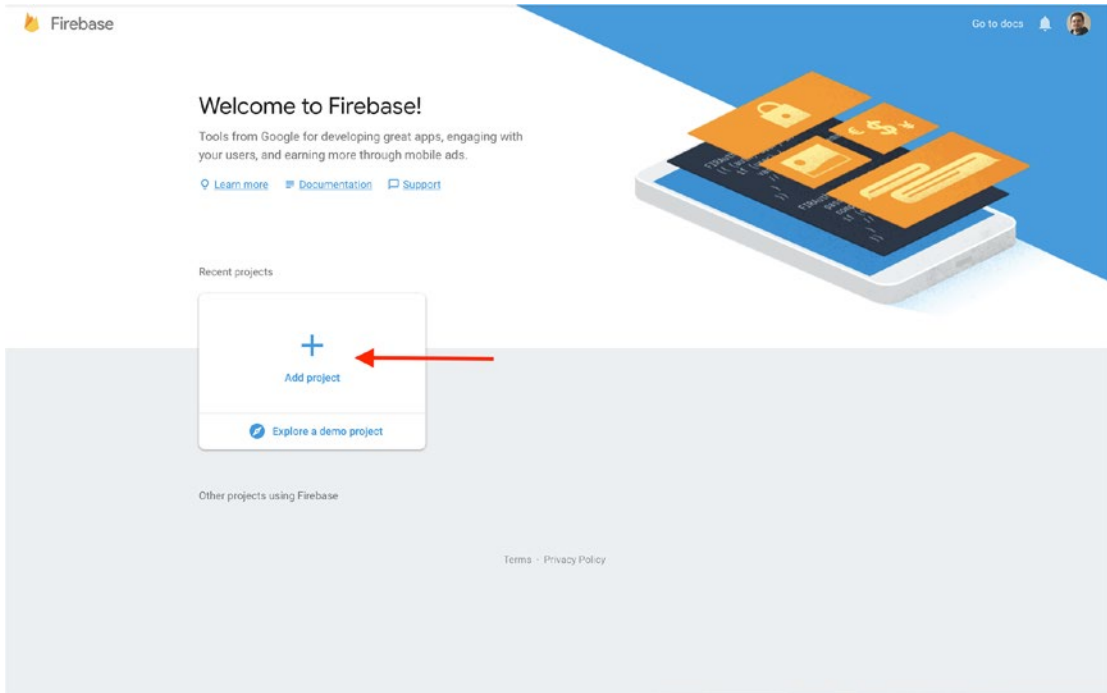 Firebase
Go to docs
Welcome to Firebase!
Tools from Google for developing great apps, engaging with
your users, and earning more through mobile ads.
Learn more Documentation Support
Recent projects
Add project
Explore a demo project
Other projects using Firebase
Terms · Privacy Policy